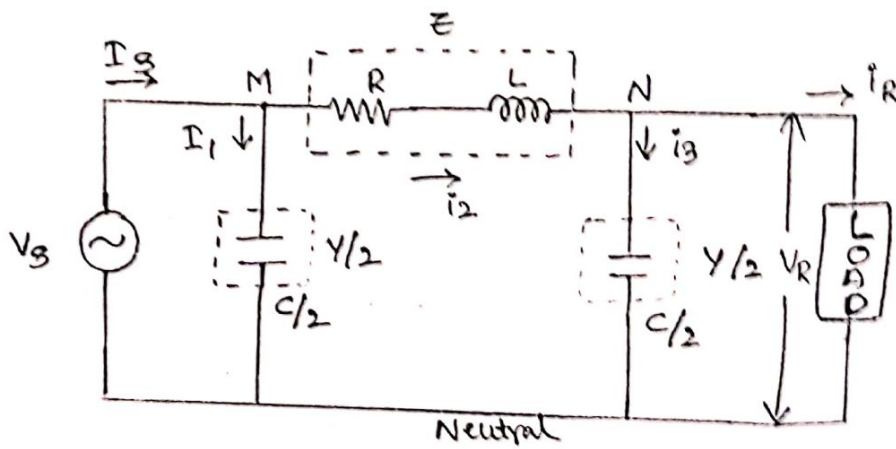 Z
Is
M
R
L
N
iR
I1
i2
i3
Vs
Y/2
C/2
Y/2
C/2
VR
LOAD
Neutral